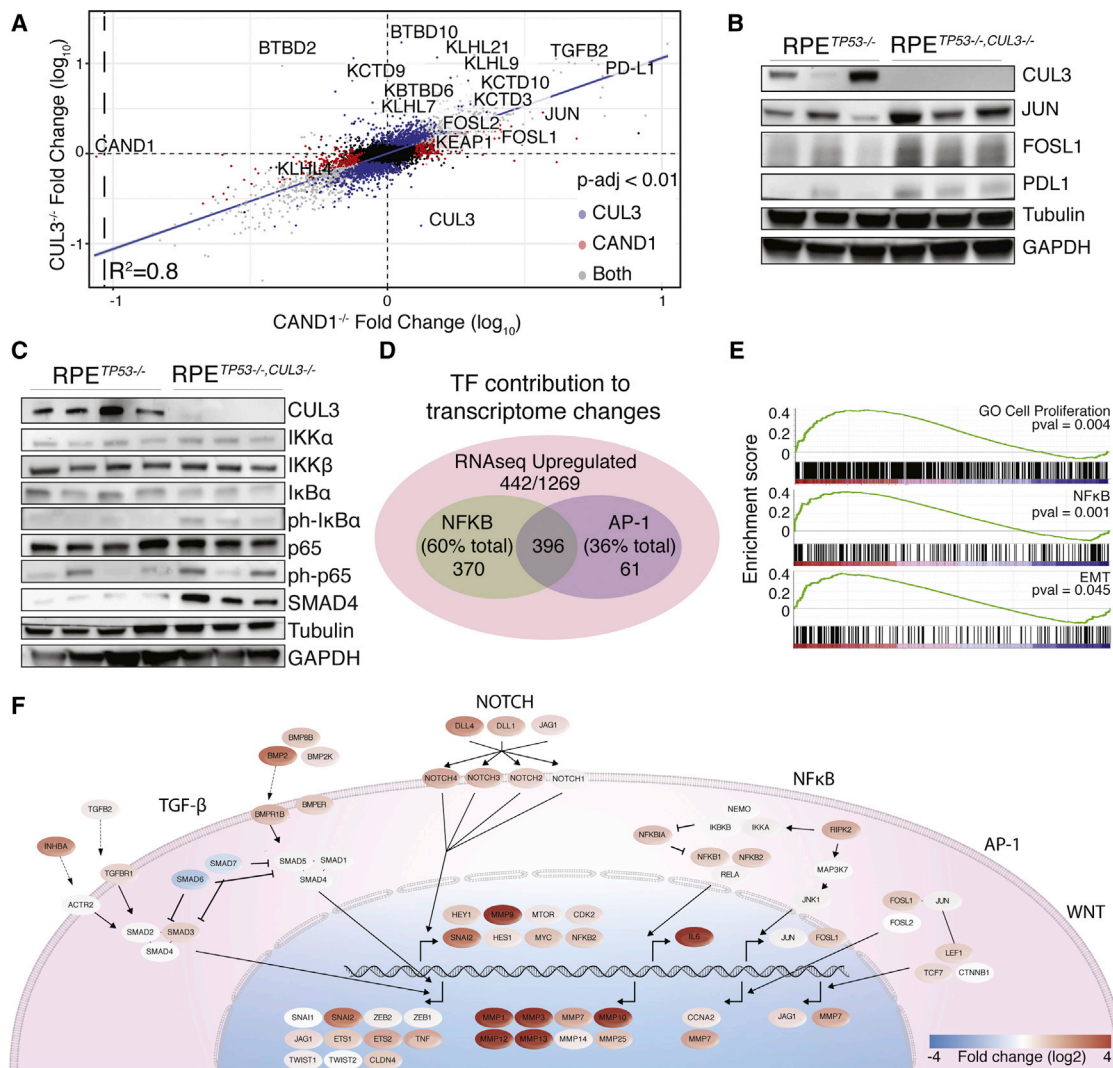 A
CUL3-/- Fold Change (log10)
1
0
-1
BTBD2
BTBD10
KLHL21
KLHL9
TGFB2
PD-L1
KCTD9
KCTD10
KBTBD6
KCTD3
KLHL7
JUN
FOSL2
FOSL1
KEAP1
CAND1
KLHL4
CUL3
p-adj < 0.01
CUL3
CAND1
Both
R2=0.8
-1
0
1
CAND1-/- Fold Change (log10)
B
RPETP53-/-
RPETP53-/-,CUL3-/-
CUL3
JUN
FOSL1
PDL1
Tubulin
GAPDH
C
RPETP53-/-
RPETP53-/-,CUL3-/-
CUL3
IKKα
IKKβ
IκBα
ph-IκBα
p65
ph-p65
SMAD4
Tubulin
GAPDH
D
TF contribution to
transcriptome changes
RNAseq Upregulated
442/1269
NFKB
(60% total)
370
396
AP-1
(36% total)
61
E
Enrichment score
0.4
0.2
0
GO Cell Proliferation
pval = 0.004
0.4
0.2
0
NFκB
pval = 0.001
0.4
0.2
0
EMT
pval = 0.045
F
NOTCH
DLL4
DLL1
JAG1
NOTCH4
NOTCH3
NOTCH2
NOTCH1
BMP8B
BMP2
BMP2K
TGF-β
BMPR1B
BMPER
TGFB2
INHBA
TGFBR1
ACTR2
SMAD7
SMAD6
SMAD5
SMAD1
SMAD4
SMAD2
SMAD3
SMAD4
NFκB
NEMO
NFKBIA
IKBKB
IKKA
RIPK2
NFKB1
NFKB2
RELA
MAP3K7
JNK1
AP-1
FOSL1
JUN
FOSL2
WNT
LEF1
TCF7
CTNNB1
HEY1
MMP9
MTOR
CDK2
SNAI2
HES1
MYC
NFKB2
IL6
JUN
FOSL1
SNAI1
SNAI2
ZEB2
ZEB1
JAG1
ETS1
ETS2
TNF
TWIST1
TWIST2
CLDN4
MMP1
MMP3
MMP7
MMP10
MMP12
MMP13
MMP14
MMP25
CCNA2
MMP7
JAG1
MMP7
-4
Fold change (log2)
4